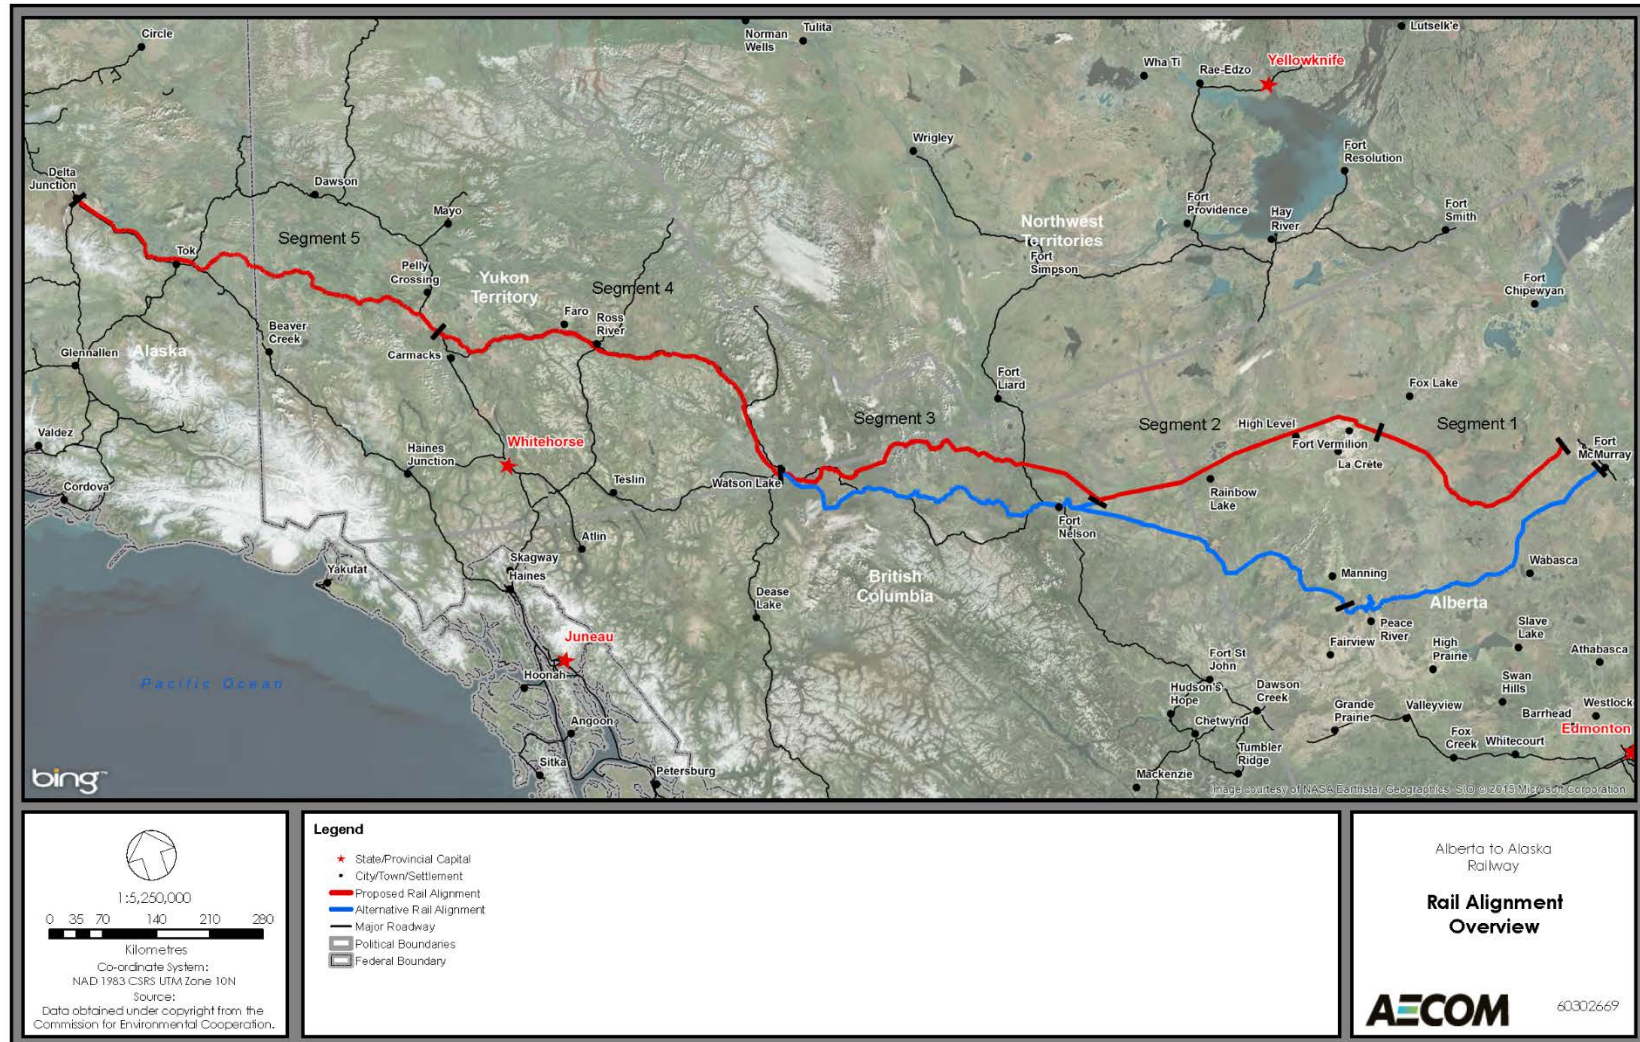 Circle
Norman
Wells
Tulita
Lutselk'e
Wha Ti
Rae-Edzo
Yellowknife
Wrigley
Fort
Resolution
Delta
Junction
Dawson
Mayo
Fort
Providence
Hay
River
Fort
Smith
Northwest
Territories
Segment 5
Tok
Fort
Simpson
Pelly
Crossing
Yukon
Territory
Segment 4
Fort
Chipewyan
Faro
Ross
River
Beaver
Creek
Glennallen
Alaska
Carmacks
Fort
Liard
Fox Lake
Segment 3
Segment 2
High Level
Segment 1
Valdez
Whitehorse
Fort Vermilion
Haines
Junction
La Crête
Fort
McMurray
Cordova
Teslin
Watson Lake
Rainbow
Lake
Fort
Nelson
Atlin
Skagway
Haines
Yakutat
British
Columbia
Manning
Wabasca
Dease
Lake
Alberta
Peace
River
Juneau
Fairview
High
Prairie
Slave
Lake
Athabasca
Fort St
John
Pacific Ocean
Hoonah
Hudson's
Hope
Dawson
Creek
Swan
Hills
Grande
Prairie
Valleyview
Barrhead
Westlock
Angoon
Chetwynd
Edmonton
Fox
Creek
Whitecourt
Sitka
Tumbler
Ridge
Petersburg
Mackenzie
bing™
Image courtesy of NASA Earthstar Geographics SIO © 2015 Microsoft Corporation
1:5,250,000
0 35 70 140 210 280
Kilometres
Co-ordinate System:
NAD 1983 CSRS UTM Zone 10N
Source:
Data obtained under copyright from the
Commission for Environmental Cooperation.
Legend
State/Provincial Capital
City/Town/Settlement
Proposed Rail Alignment
Alternative Rail Alignment
Major Roadway
Political Boundaries
Federal Boundary
Alberta to Alaska
Railway
Rail Alignment
Overview
AECOM
60302669